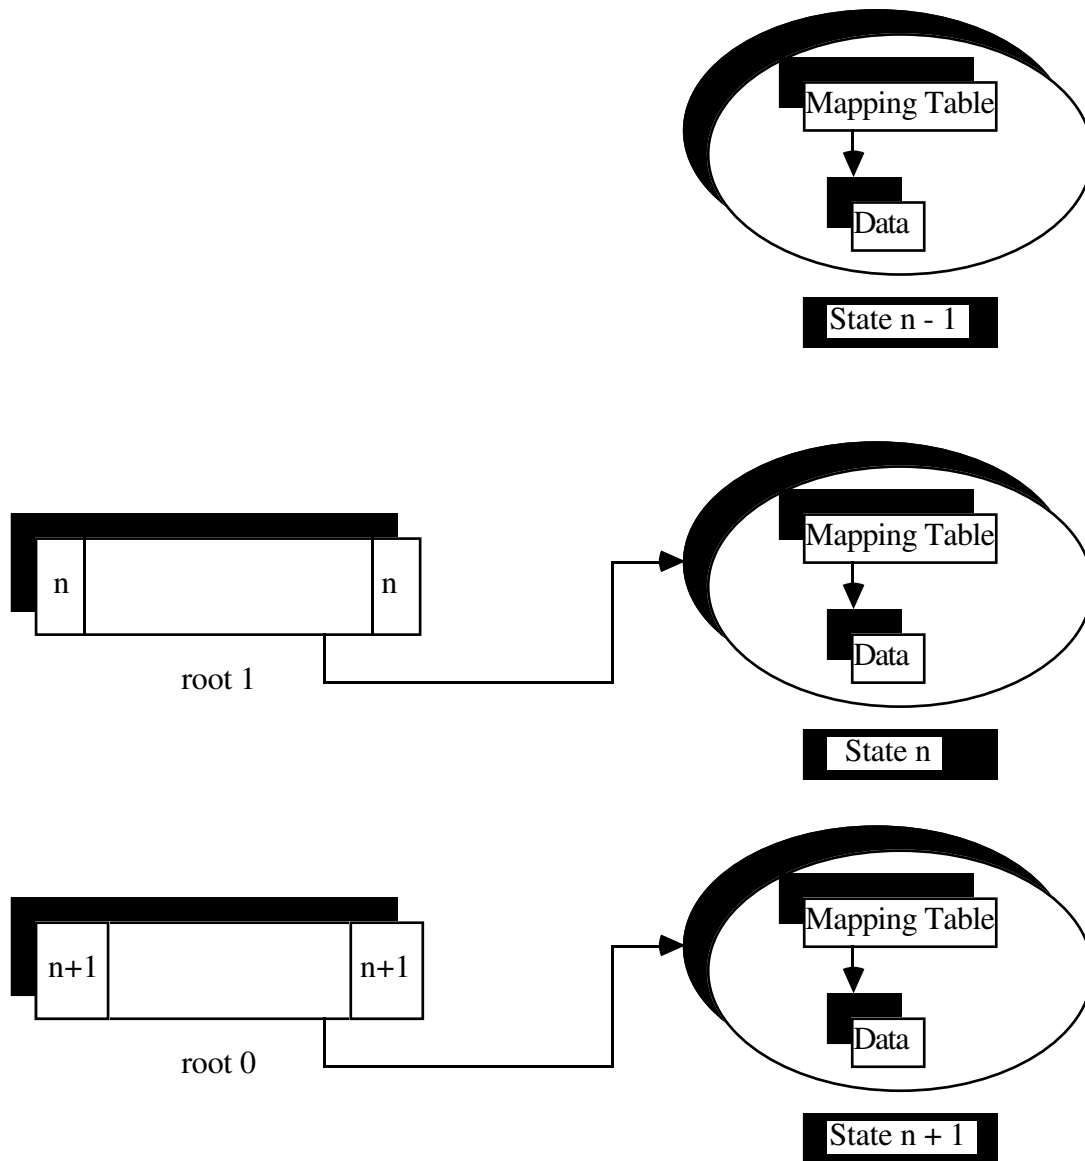 Mapping Table
Data
State n - 1
Mapping Table
n
n
Data
root 1
State n
Mapping Table
n+1
n+1
Data
root 0
State n + 1